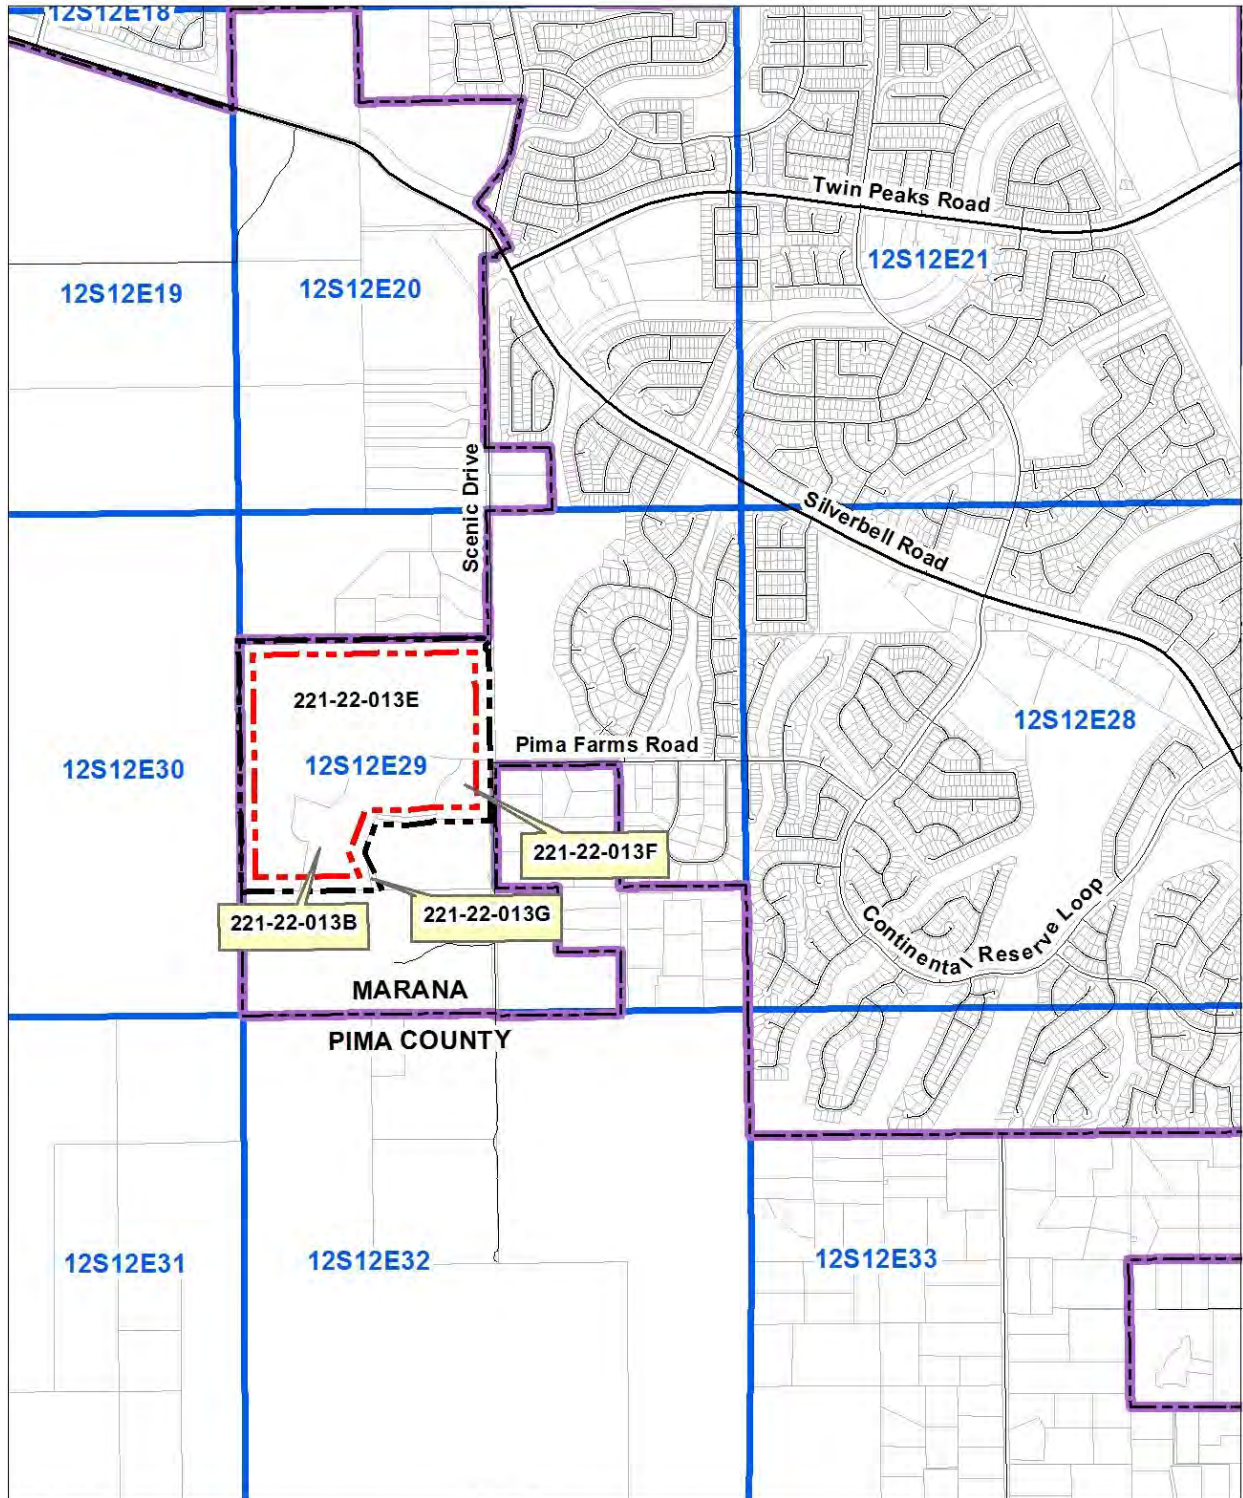 12S12E18
Twin Peaks Road
12S12E21
12S12E19
12S12E20
Scenic Drive
Silverbell Road
221-22-013E
12S12E28
Pima Farms Road
12S12E30
12S12E29
221-22-013F
221-22-013B
221-22-013G
Continental Reserve Loop
MARANA
PIMA COUNTY
12S12E31
12S12E32
12S12E33